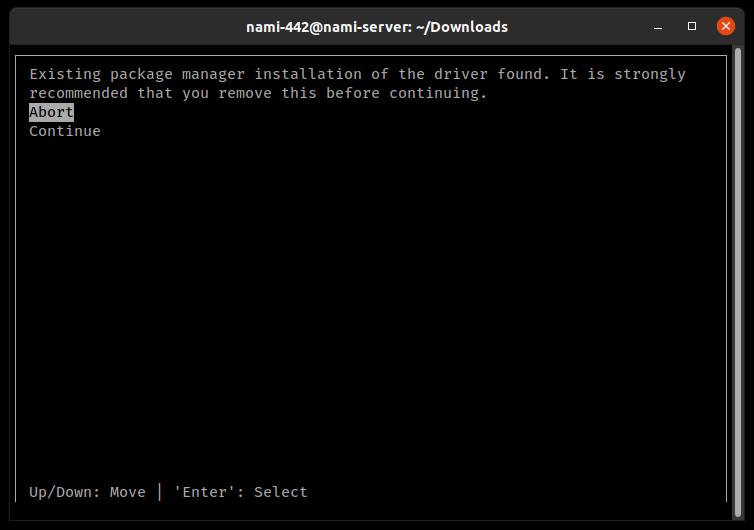 nami-442@nami-server: ~/Downloads
Existing package manager installation of the driver found. It is strongly
recommended that you remove this before continuing.
Abort
Continue
Up/Down: Move | 'Enter': Select